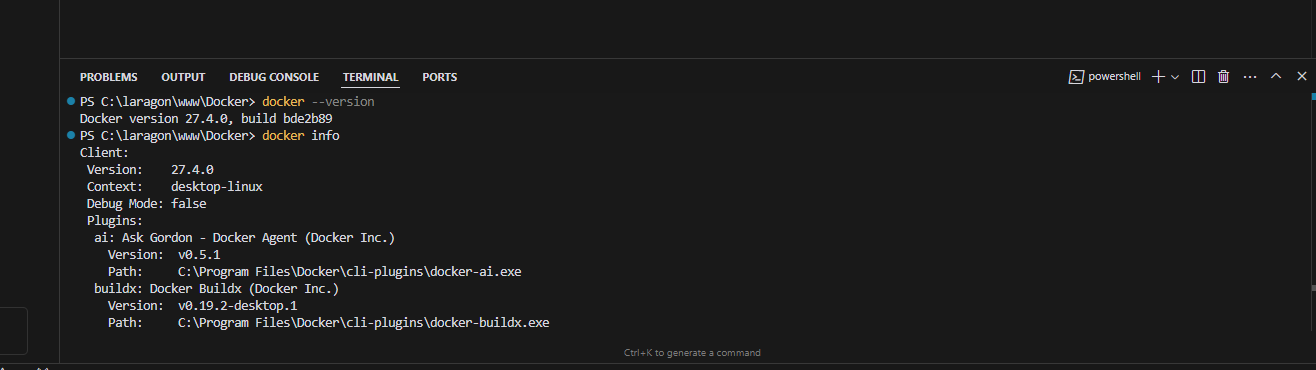 PROBLEMS OUTPUT DEBUG CONSOLE TERMINAL PORTS powershell
PS C:\laragon\www\Docker> docker --version
Docker version 27.4.0, build bde2b89
PS C:\laragon\www\Docker> docker info
Client:
 Version:    27.4.0
 Context:    desktop-linux
 Debug Mode: false
 Plugins:
  ai: Ask Gordon - Docker Agent (Docker Inc.)
    Version:  v0.5.1
    Path:     C:\Program Files\Docker\cli-plugins\docker-ai.exe
  buildx: Docker Buildx (Docker Inc.)
    Version:  v0.19.2-desktop.1
    Path:     C:\Program Files\Docker\cli-plugins\docker-buildx.exe
Ctrl+K to generate a command